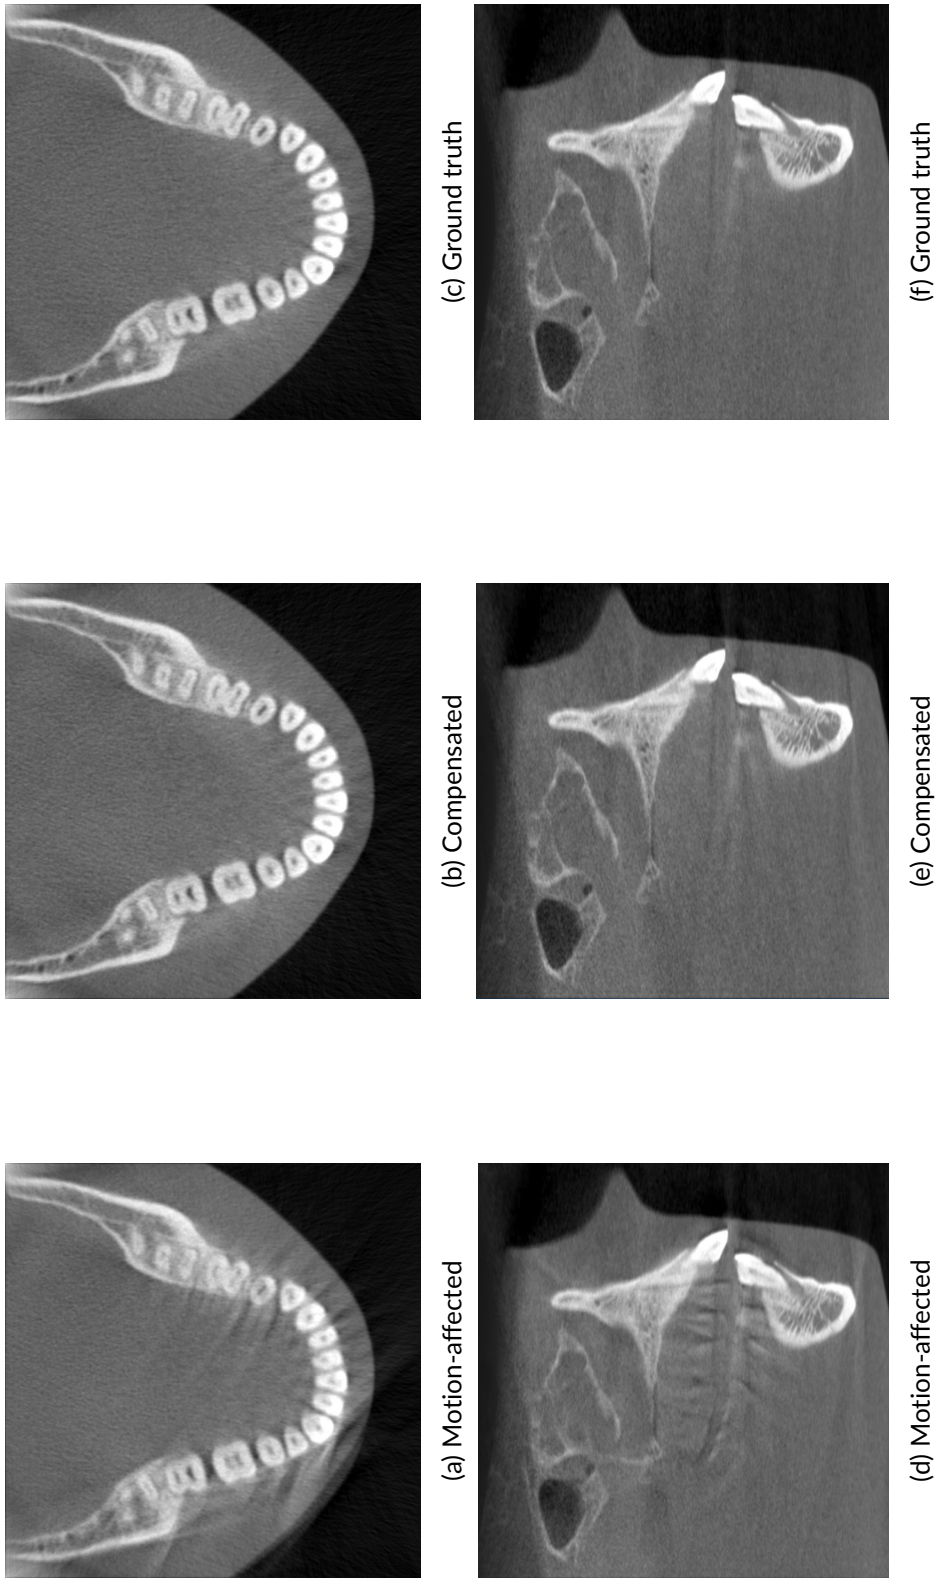 (a) Motion-affected
(b) Compensated
(c) Ground truth
(d) Motion-affected
(e) Compensated
(f) Ground truth